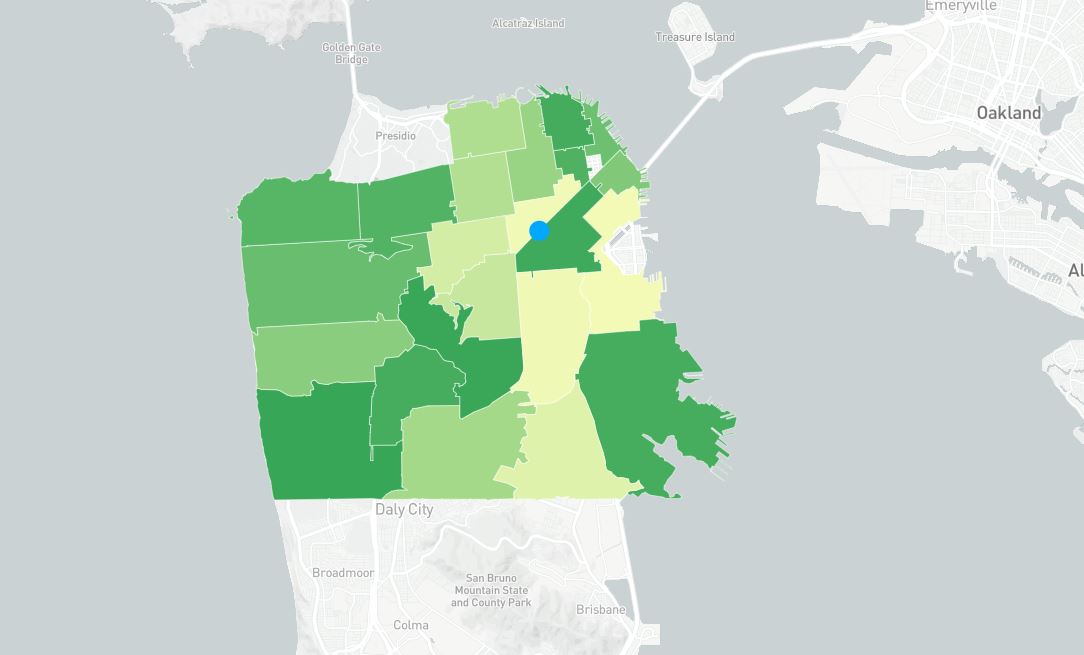 Emeryville
Alcatraz Island
Treasure Island
Golden Gate
Bridge
Oakland
Presidio
Al
Daly City
Broadmoor
San Bruno
Mountain State
and County Park
Brisbane
Colma